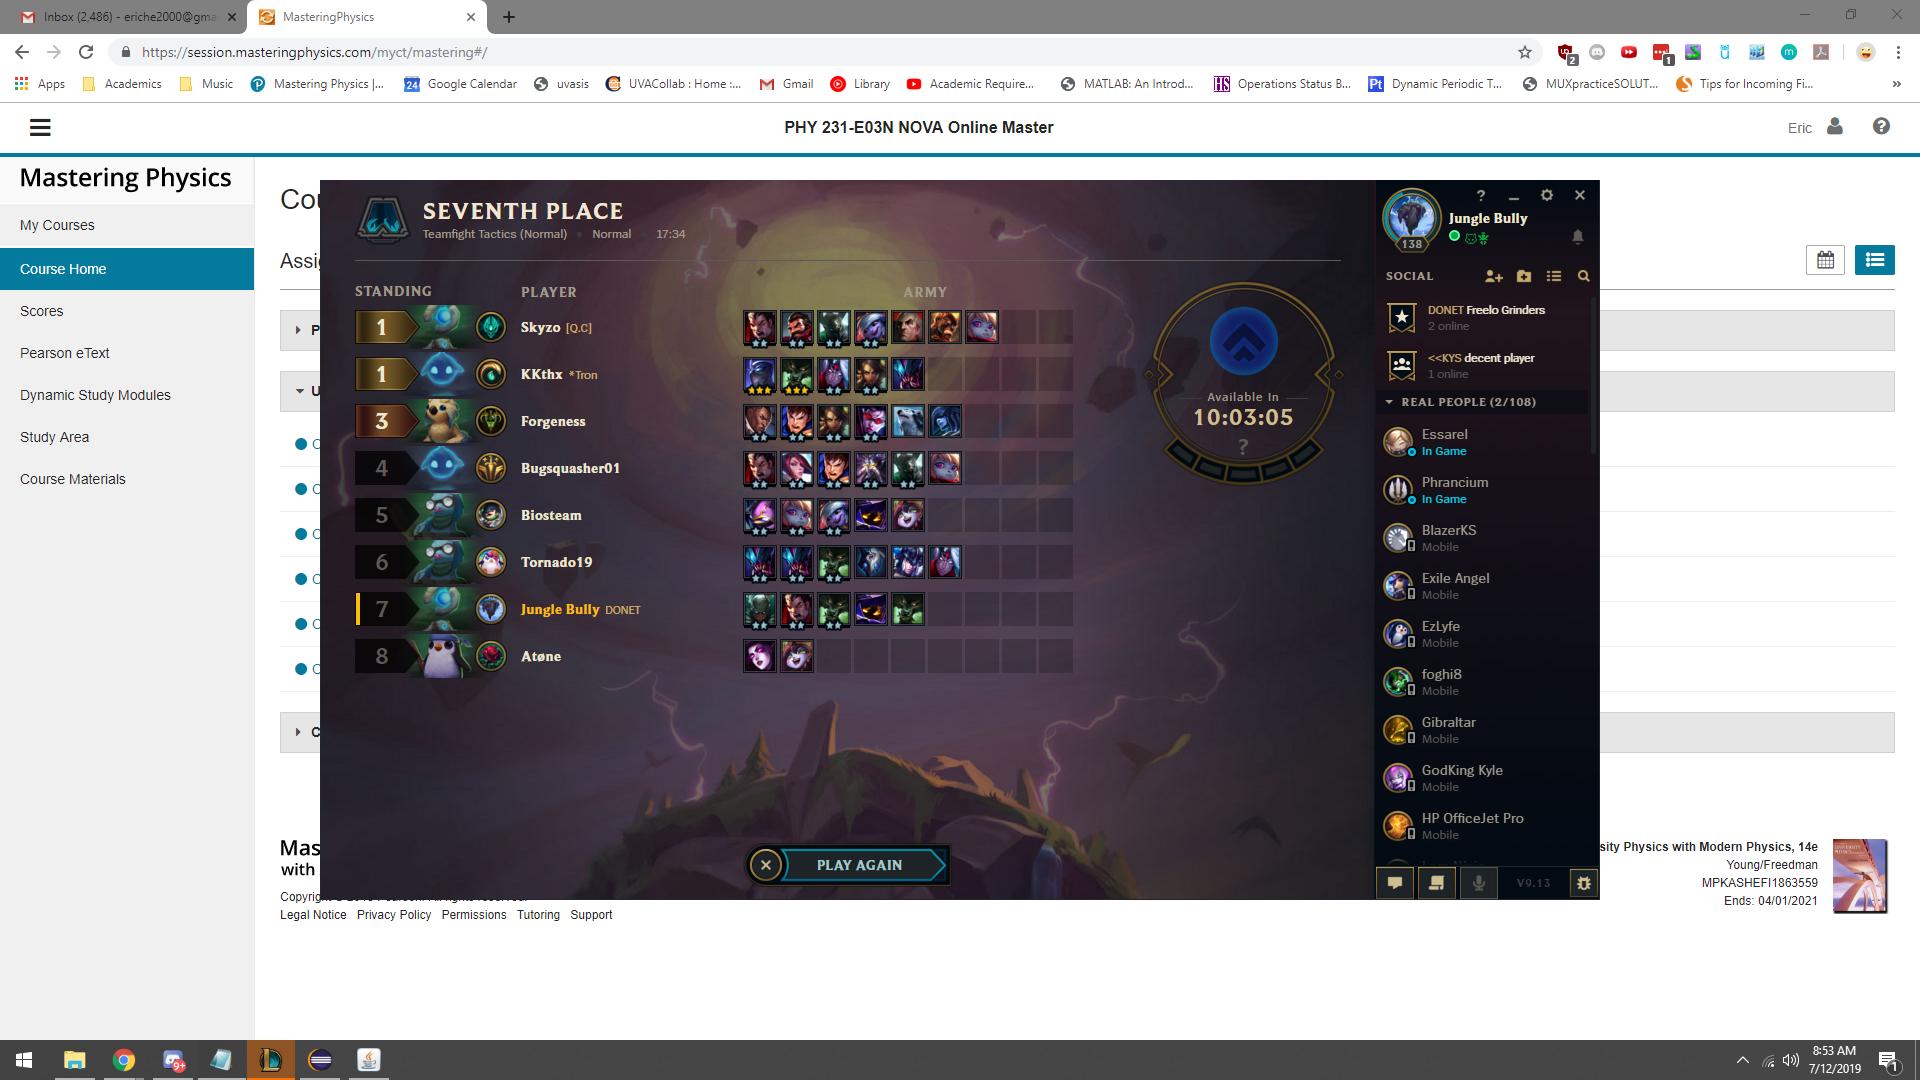 Inbox (2,486) - eriche2000@gma
MasteringPhysics
https://session.masteringphysics.com/myct/mastering#/
2
1
Apps
Academics
Music
Mastering Physics |...
24
Google Calendar
uvasis
UVACollab : Home :...
Gmail
Library
Academic Require...
MATLAB: An Introd...
HS
Operations Status B...
Pt
Dynamic Periodic T...
MUXpracticeSOLUT...
Tips for Incoming Fi...
PHY 231-E03N NOVA Online Master
Eric
Mastering Physics
My Courses
Course Home
Scores
Pearson eText
Dynamic Study Modules
Study Area
Course Materials
Cou
Assi
P
U
C
C
C
C
C
C
C
SEVENTH PLACE
Teamfight Tactics (Normal) • Normal • 17:34
STANDING PLAYER ARMY
1 Skyzo [Q.C]
1 KKthx *Tron
3 Forgeness
4 Bugsquasher01
5 Biosteam
6 Tornado19
7 Jungle Bully DONET
8 Atøne
Available In
10:03:05
?
PLAY AGAIN
?
Jungle Bully
138
SOCIAL
DONET Freelo Grinders
2 online
<<KYS decent player
1 online
REAL PEOPLE (2/108)
Essarel
In Game
Phrancium
In Game
BlazerKS
Mobile
Exile Angel
Mobile
EzLyfe
Mobile
foghi8
Mobile
Gibraltar
Mobile
GodKing Kyle
Mobile
HP OfficeJet Pro
Mobile
V9.13
Mas
with
Legal Notice Privacy Policy Permissions Tutoring Support
sity Physics with Modern Physics, 14e
Young/Freedman
MPKASHEFI1863559
Ends: 04/01/2021
9+
8:53 AM
7/12/2019
1